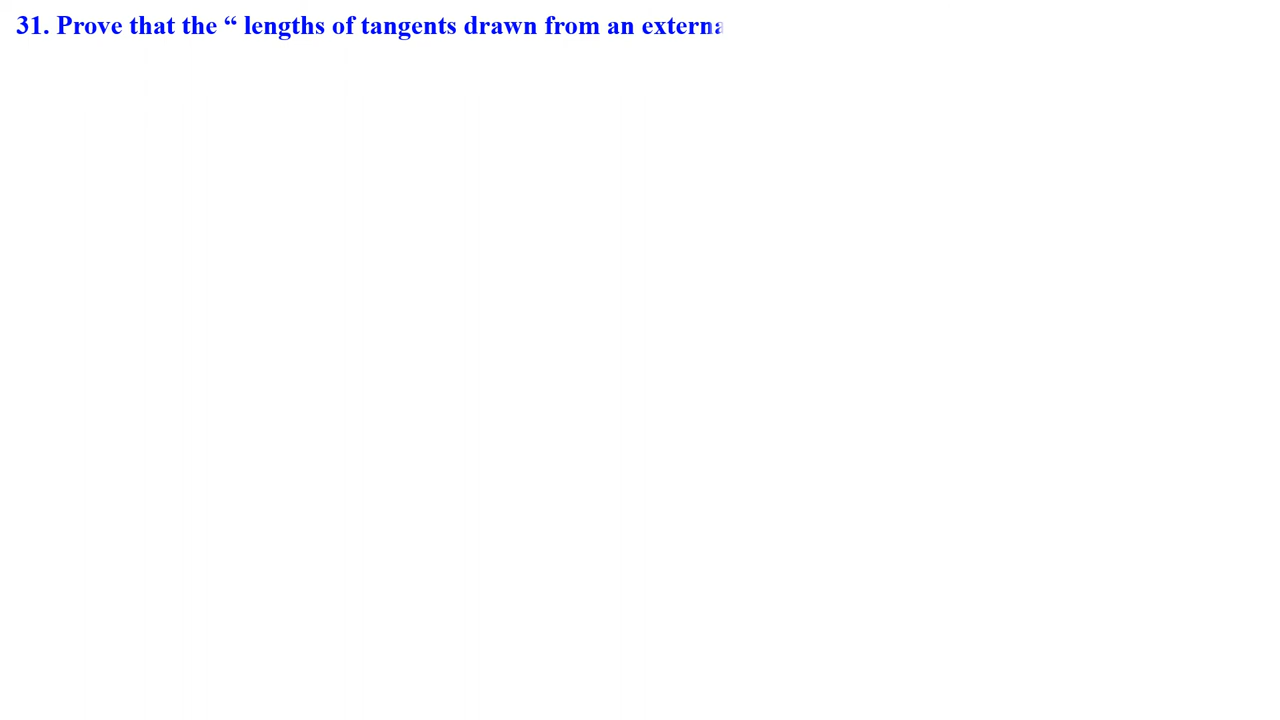 31. Prove that the “ lengths of tangents drawn from an externa